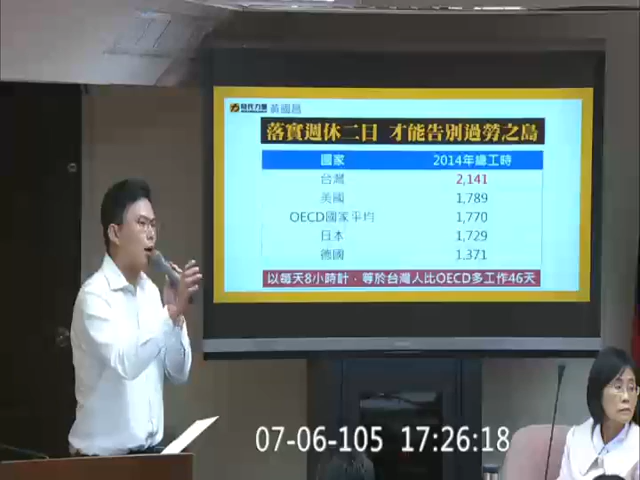 時代力量 黃國昌
落實週休二日 才能告別過勞之島
國家 2014年總工時
台灣 2,141
美國 1,789
OECD國家平均 1,770
日本 1,729
德國 1,371
以每天8小時計，等於台灣人比OECD多工作46天
07-06-105 17:26:18